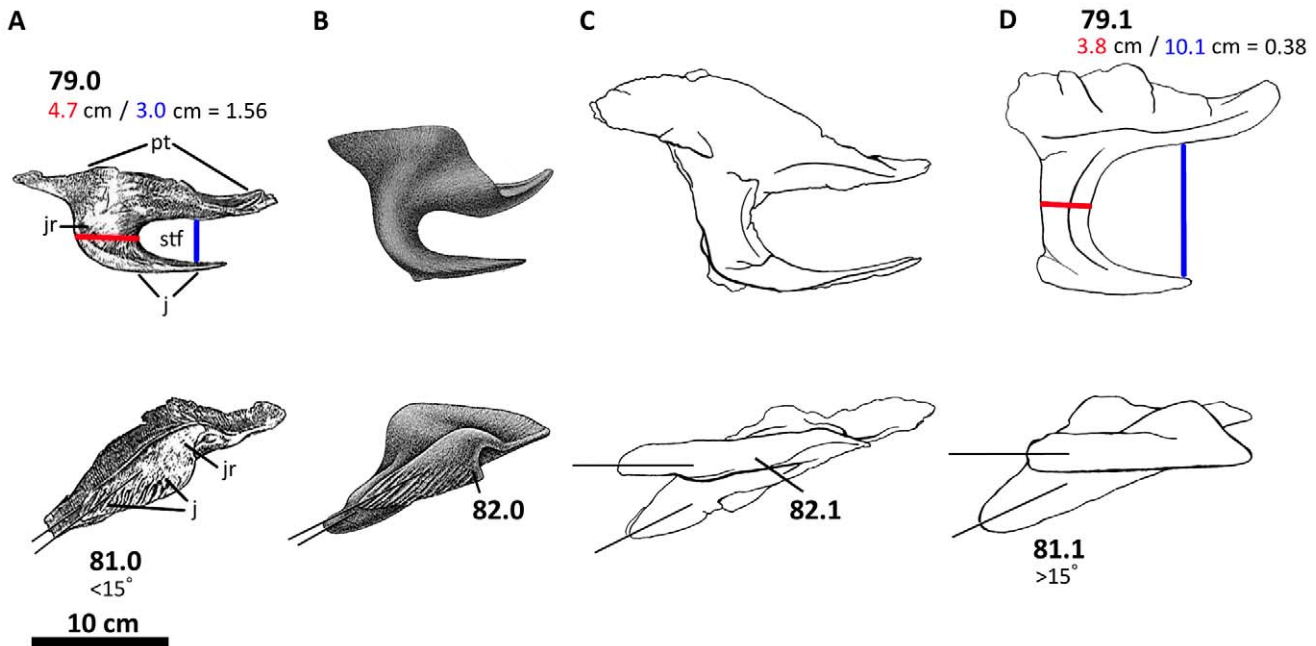 A
B
C
D
79.0
4.7 cm / 3.0 cm = 1.56
79.1
3.8 cm / 10.1 cm = 0.38
pt
jr
stf
j
jr
j
82.0
82.1
81.0
<15°
81.1
>15°
10 cm